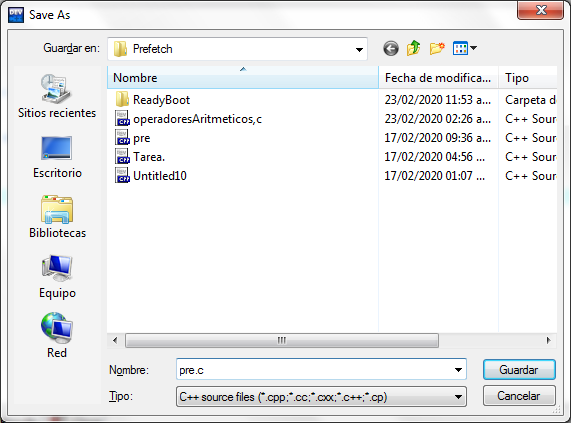 DEV
Save As
Guardar en:
Prefetch
Nombre
Fecha de modifica...
Tipo
ReadyBoot
23/02/2020 11:53 a...
Carpeta d
operadoresAritmeticos,c
23/02/2020 02:26 a...
C++ Sour
pre
17/02/2020 09:36 a...
C++ Sour
Tarea.
17/02/2020 04:56 ...
C++ Sour
Untitled10
17/02/2020 01:07 ...
C++ Sour
Sitios recientes
Escritorio
Bibliotecas
Equipo
Red
Nombre:
pre.c
Guardar
Tipo:
C++ source files (*.cpp;*.cc;*.cxx;*.c++;*.cp)
Cancelar